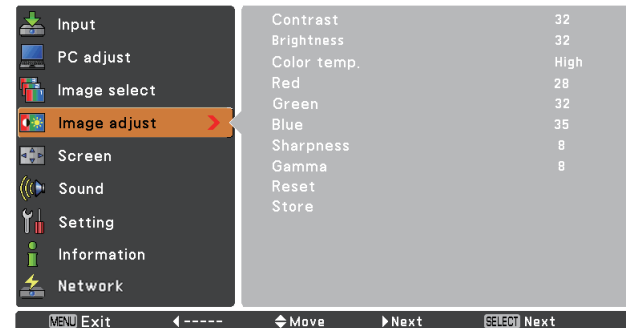 Input
PC adjust
Image select
Image adjust
Screen
Sound
Setting
Information
Network
Contrast 32
Brightness 32
Color temp. High
Red 28
Green 32
Blue 35
Sharpness 8
Gamma 8
Reset
Store
MENU Exit ◀ ----- Move ▶Next SELECT Next